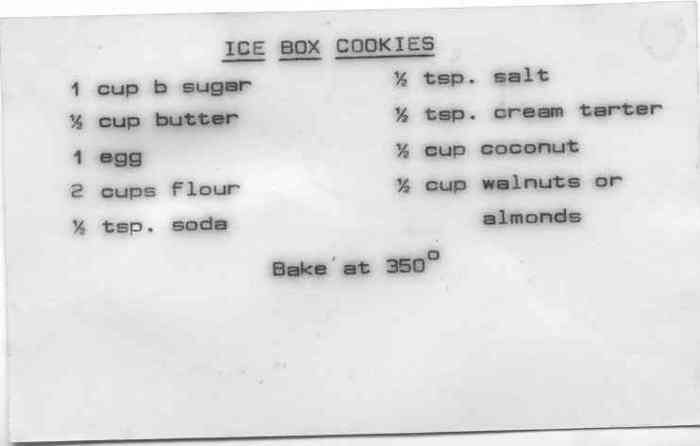 ICE BOX COOKIES
1 cup b sugar
½ cup butter
1 egg
2 cups flour
½ tsp. soda
½ tsp. salt
½ tsp. cream tarter
½ cup coconut
½ cup walnuts or
almonds
Bake at 350°